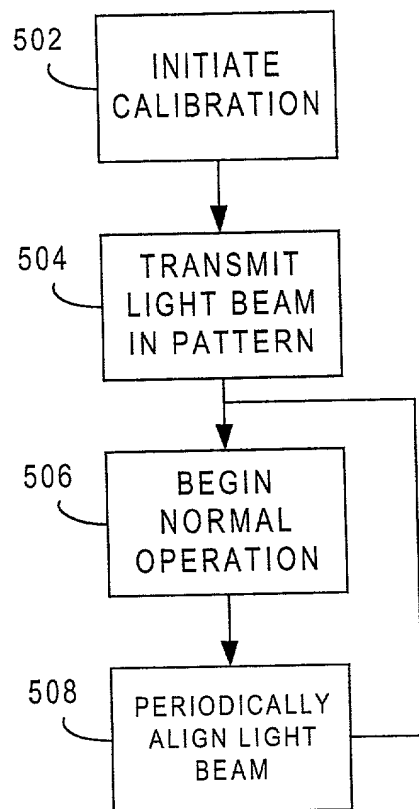 502
INITIATE
CALIBRATION
504
TRANSMIT
LIGHT BEAM
IN PATTERN
506
BEGIN
NORMAL
OPERATION
508
PERIODICALLY
ALIGN LIGHT
BEAM